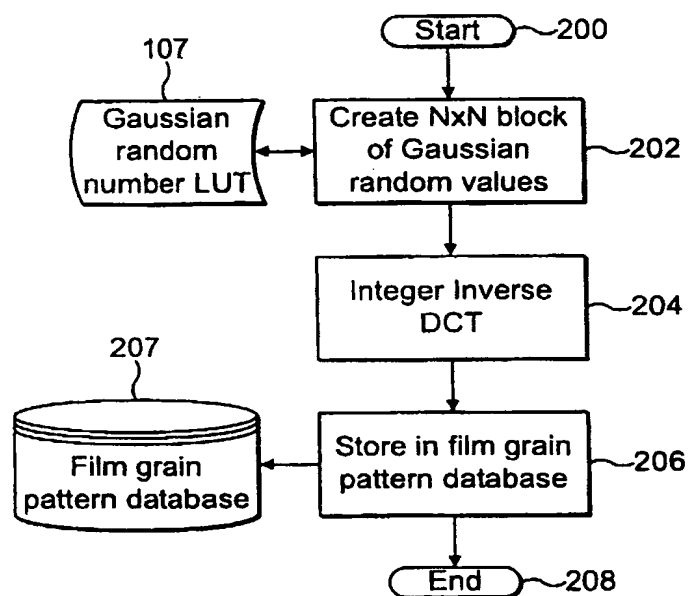 Start
200
107
Gaussian
random
number LUT
Create NxN block
of Gaussian
random values
202
Integer Inverse
DCT
204
207
Film grain
pattern database
Store in film grain
pattern database
206
End
208